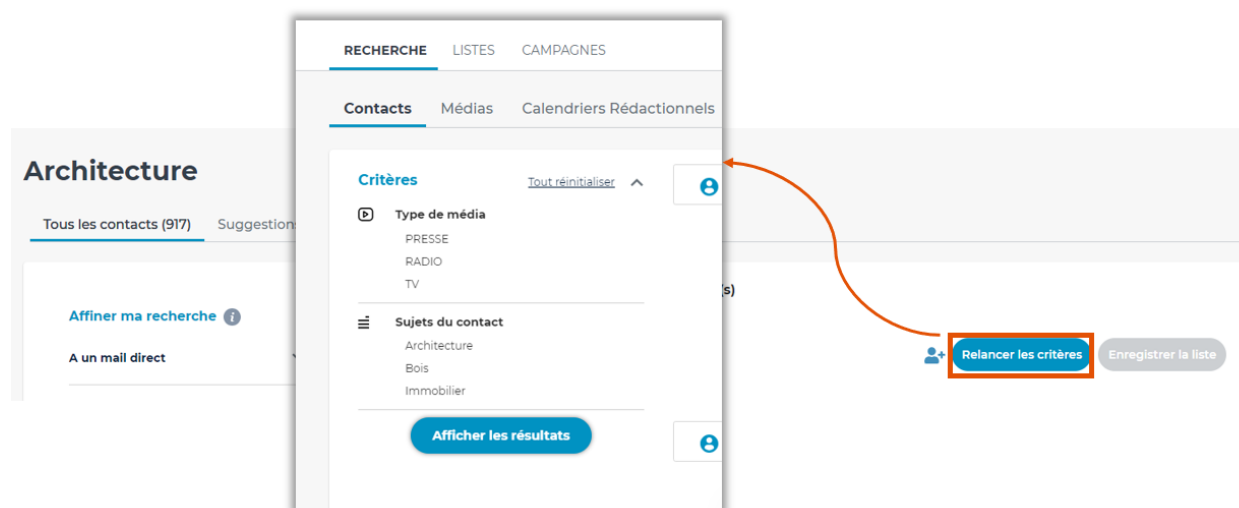 RECHERCHE LISTES CAMPAGNES
Contacts Médias Calendriers Rédactionnels
Architecture
Critères Tout réinitialiser
Tous les contacts (917) Suggestion
Type de média
PRESSE
RADIO
TV
(s)
Affiner ma recherche i
Sujets du contact
A un mail direct
Architecture
Bois
Immobilier
Relancer les critères Enregistrer la liste
Afficher les résultats